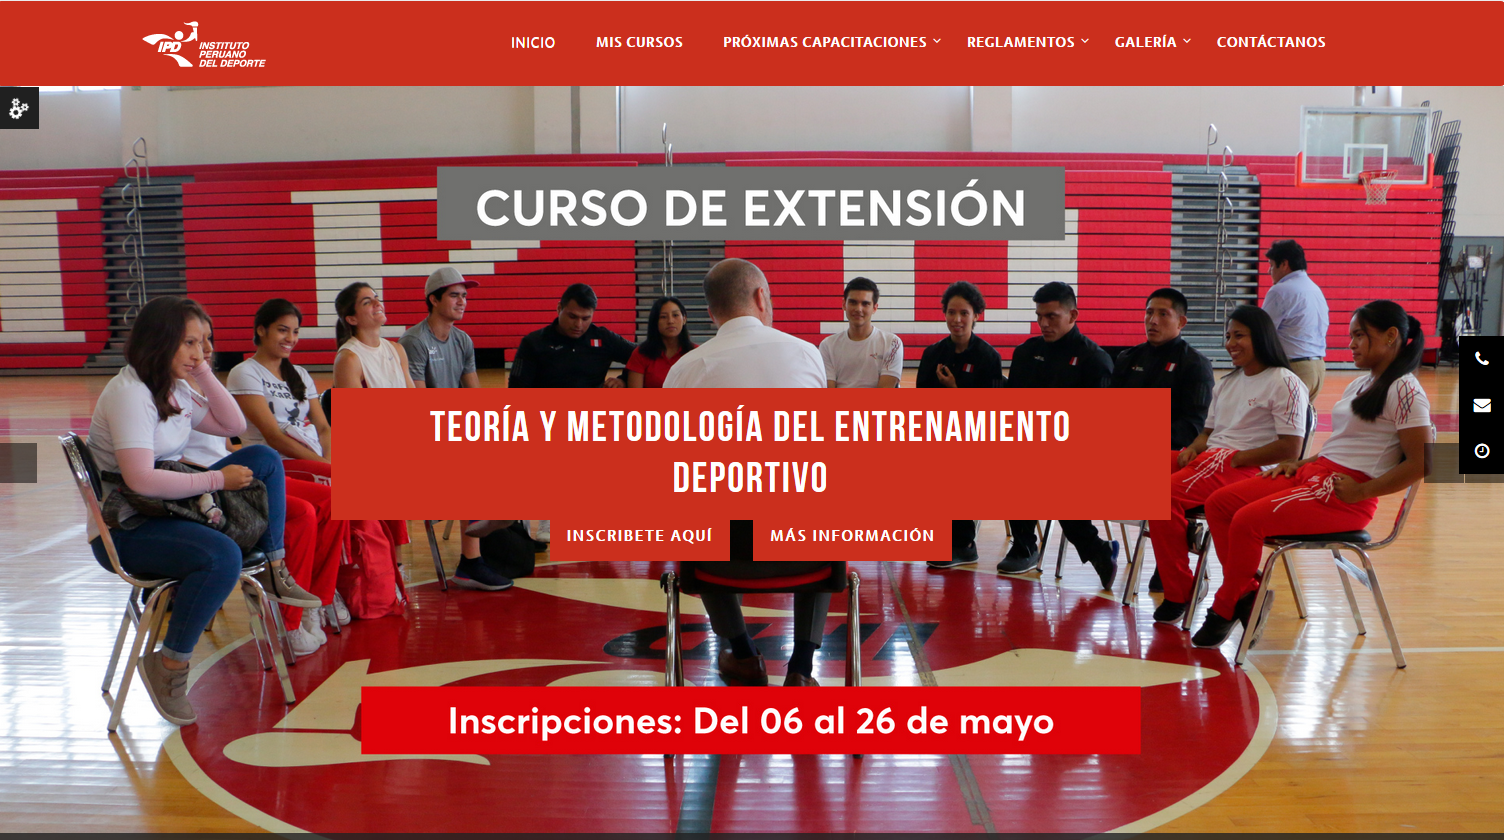 IPD INSTITUTO
PERUANO
DEL DEPORTE
INICIO
MIS CURSOS
PRÓXIMAS CAPACITACIONES
REGLAMENTOS
GALERÍA
CONTÁCTANOS
CURSO DE EXTENSIÓN
TEORÍA Y METODOLOGÍA DEL ENTRENAMIENTO
DEPORTIVO
INSCRIBETE AQUÍ
MÁS INFORMACIÓN
Inscripciones: Del 06 al 26 de mayo